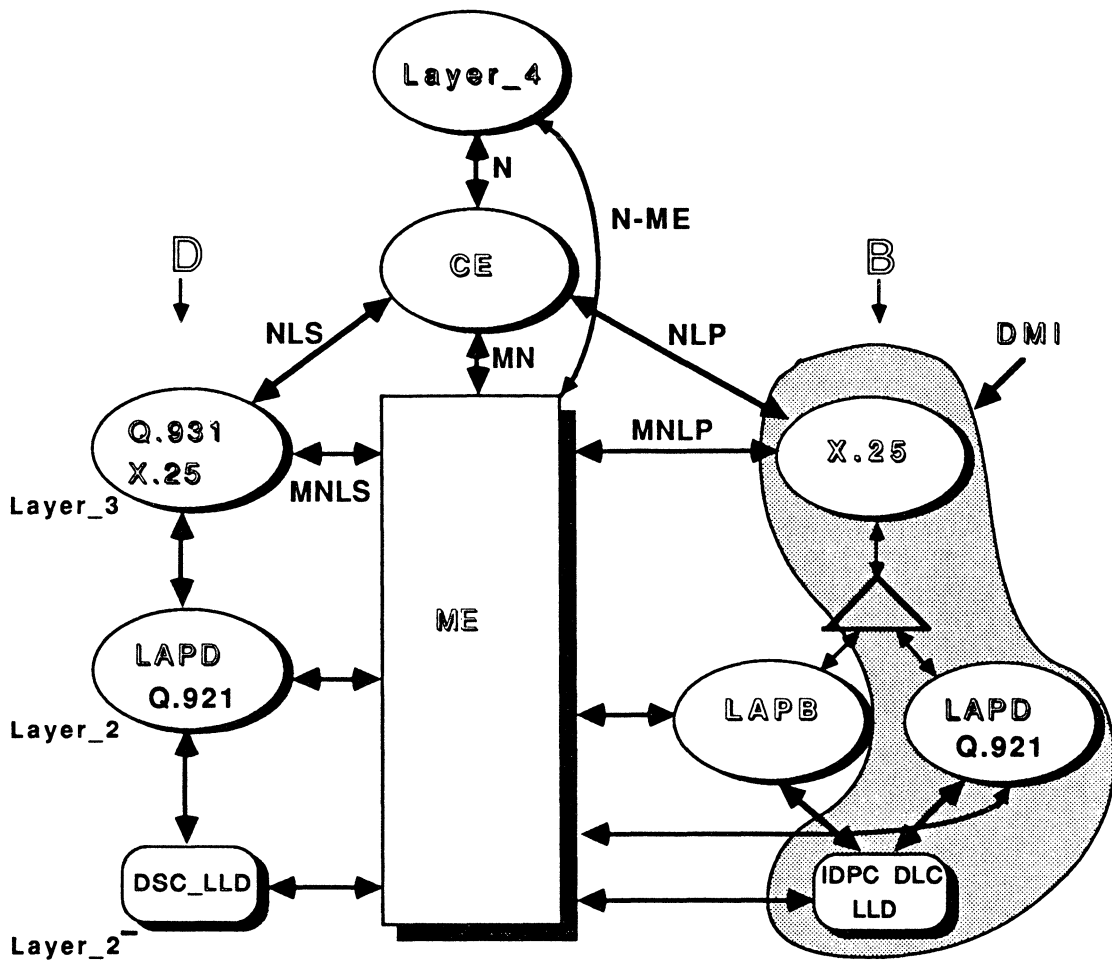 Layer_4
N
N-ME
D
CE
B
NLS
MN
NLP
DMI
Q.931
X.25
MNLS
MNLP
X.25
Layer_3
ME
LAPD
Q.921
LAPB
LAPD
Q.921
Layer_2
DSC_LLD
IDPC DLC
LLD
Layer_2-